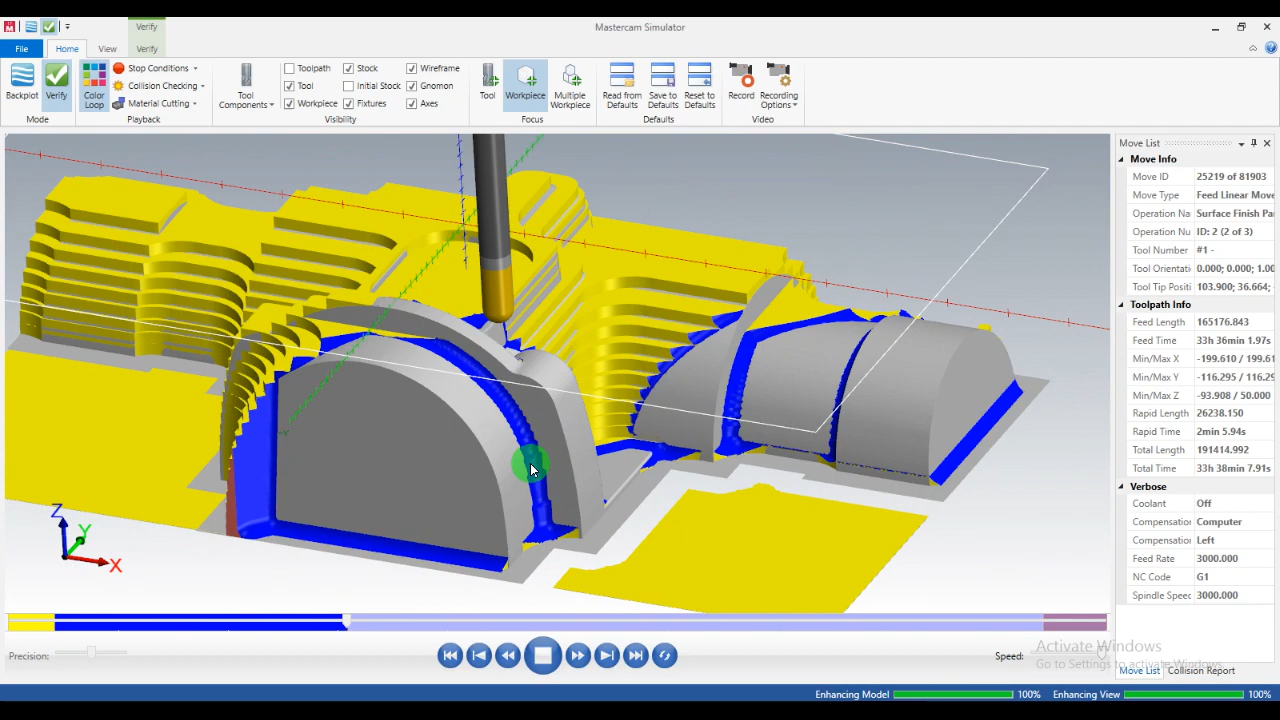 Verify
Mastercam Simulator
File
Home
View
Verify
Backplot
Verify
Mode
Color Loop
Stop Conditions
Collision Checking
Material Cutting
Playback
Tool Components
Toolpath
Stock
Wireframe
Tool
Initial Stock
Gnomon
Workpiece
Fixtures
Axes
Visibility
Tool
Workpiece
Multiple Workpiece
Focus
Read from Defaults
Save to Defaults
Reset to Defaults
Defaults
Record
Recording Options
Video
Move List
Move Info
Move ID 25219 of 81903
Move Type Feed Linear Move
Operation Na Surface Finish Pa
Operation Nu ID: 2 (2 of 3)
Tool Number #1 -
Tool Orientati 0.000; 0.000; 1.00
Tool Tip Positi 103.900; 36.664;
Toolpath Info
Feed Length 165176.843
Feed Time 33h 36min 1.97s
Min/Max X -199.610 / 199.61
Min/Max Y -116.295 / 116.29
Min/Max Z -93.908 / 50.000
Rapid Length 26238.150
Rapid Time 2min 5.94s
Total Length 191414.992
Total Time 33h 38min 7.91s
Verbose
Coolant Off
Compensation Computer
Compensation Left
Feed Rate 3000.000
NC Code G1
Spindle Speed 3000.000
Z
Y
X
Precision:
Speed:
Activate Windows
Go to Settings to activate Windows.
Move List
Collision Report
Enhancing Model 100%
Enhancing View 100%